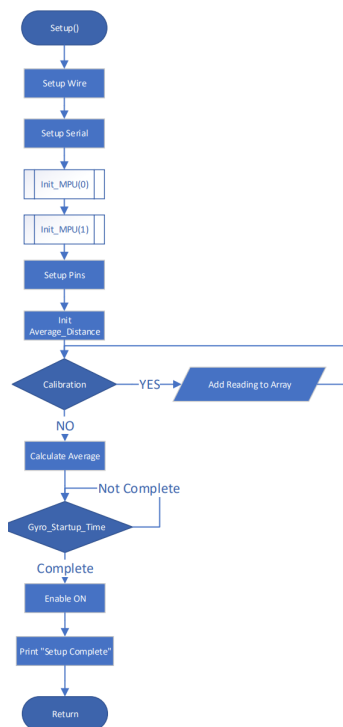 Setup()
Setup Wire
Setup Serial
Init_MPU(0)
Init_MPU(1)
Setup Pins
Init
Average_Distance
Calibration
YES
Add Reading to Array
NO
Calculate Average
Not Complete
Gyro_Startup_Time
Complete
Enable ON
Print "Setup Complete"
Return